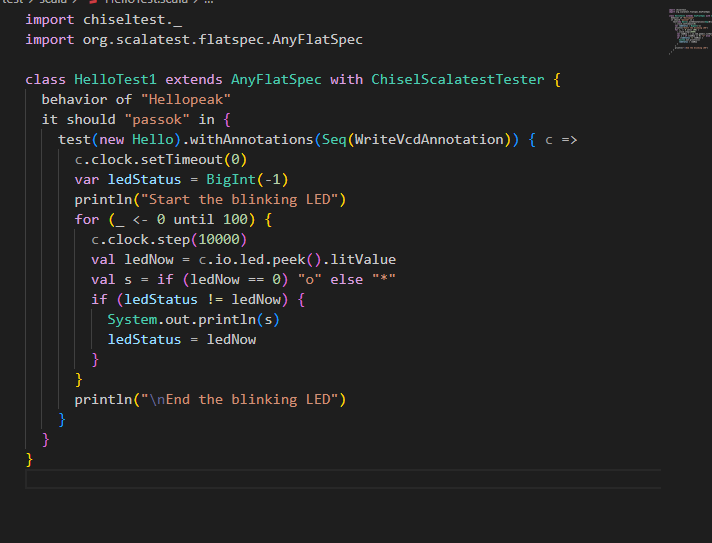 test > scala > HelloTest.scala > ...
import chiseltest._
import org.scalatest.flatspec.AnyFlatSpec

class HelloTest1 extends AnyFlatSpec with ChiselScalatestTester {
  behavior of "Hellopeak"
  it should "passok" in {
    test(new Hello).withAnnotations(Seq(WriteVcdAnnotation)) { c =>
      c.clock.setTimeout(0)
      var ledStatus = BigInt(-1)
      println("Start the blinking LED")
      for (_ <- 0 until 100) {
        c.clock.step(10000)
        val ledNow = c.io.led.peek().litValue
        val s = if (ledNow == 0) "o" else "*"
        if (ledStatus != ledNow) {
          System.out.println(s)
          ledStatus = ledNow
        }
      }
      println("\nEnd the blinking LED")
    }
  }
}